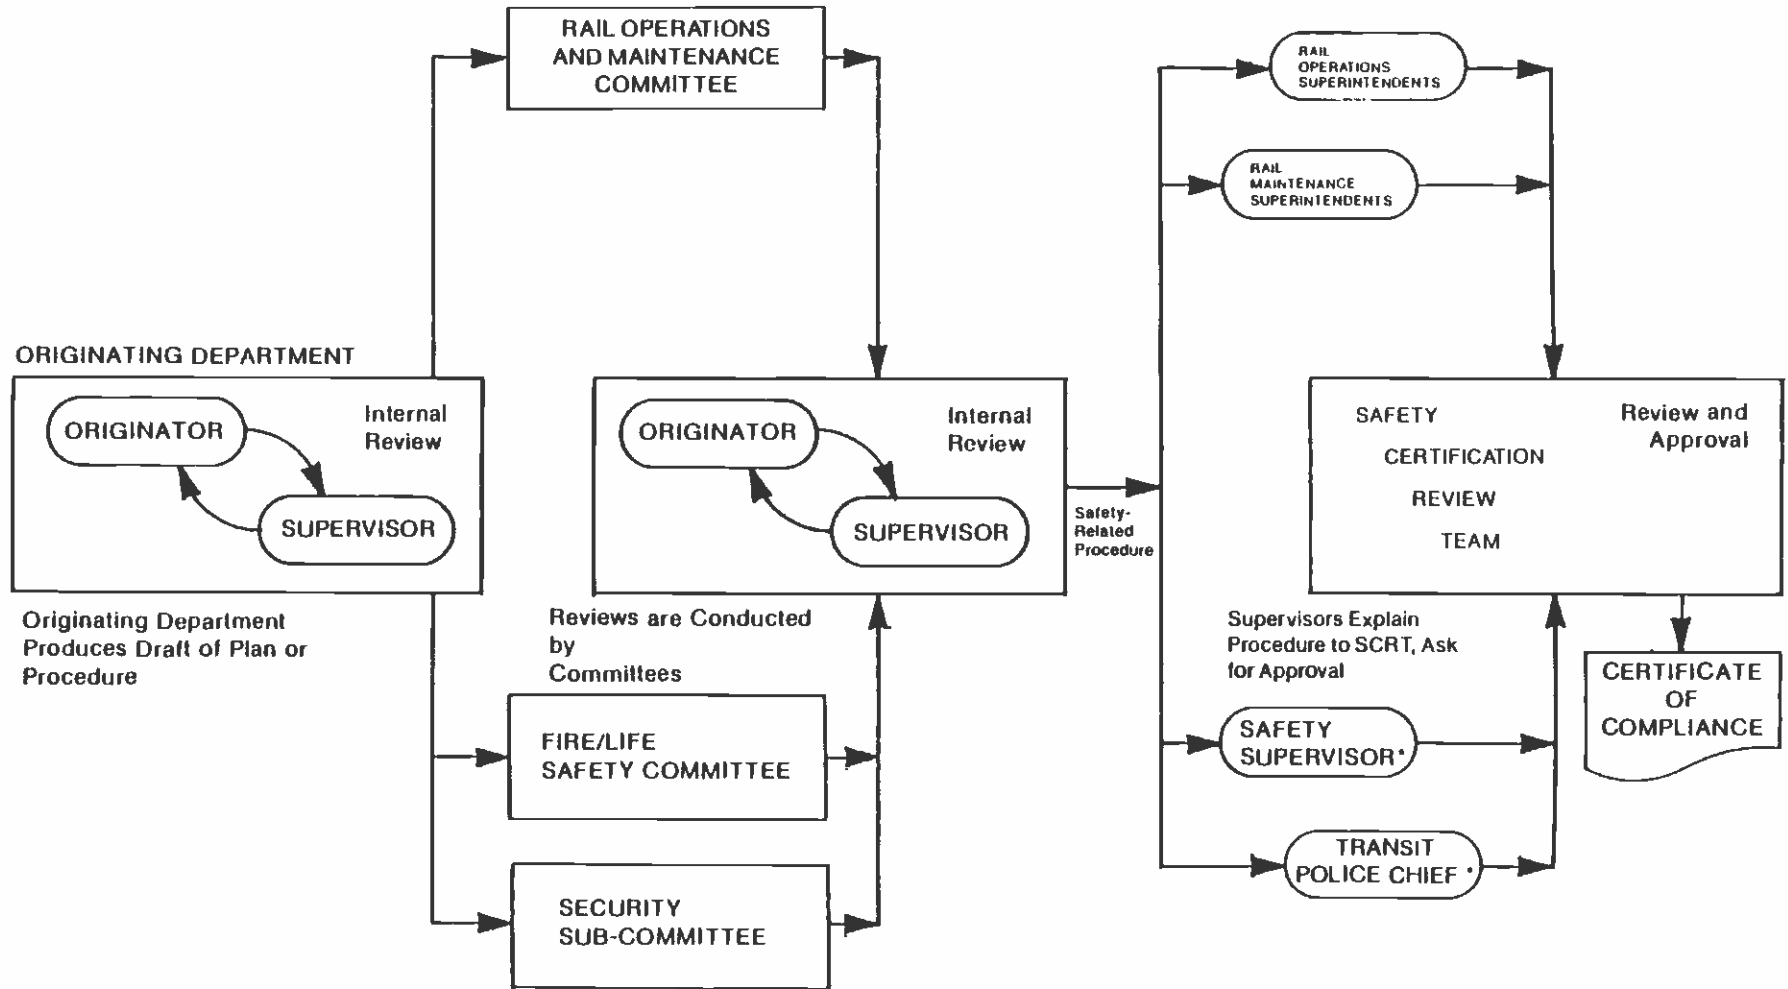 RAIL OPERATIONS
AND MAINTENANCE
COMMITTEE
RAIL
OPERATIONS
SUPERINTENDENTS
RAIL
MAINTENANCE
SUPERINTENDENTS
ORIGINATING DEPARTMENT
Internal
Review
ORIGINATOR
SUPERVISOR
Originating Department
Produces Draft of Plan or
Procedure
Internal
Review
ORIGINATOR
SUPERVISOR
Reviews are Conducted
by
Committees
Safety-
Related
Procedure
SAFETY
CERTIFICATION
REVIEW
TEAM
Review and
Approval
Supervisors Explain
Procedure to SCRT, Ask
for Approval
FIRE/LIFE
SAFETY COMMITTEE
SECURITY
SUB-COMMITTEE
SAFETY
SUPERVISOR*
TRANSIT
POLICE CHIEF *
CERTIFICATE
OF
COMPLIANCE